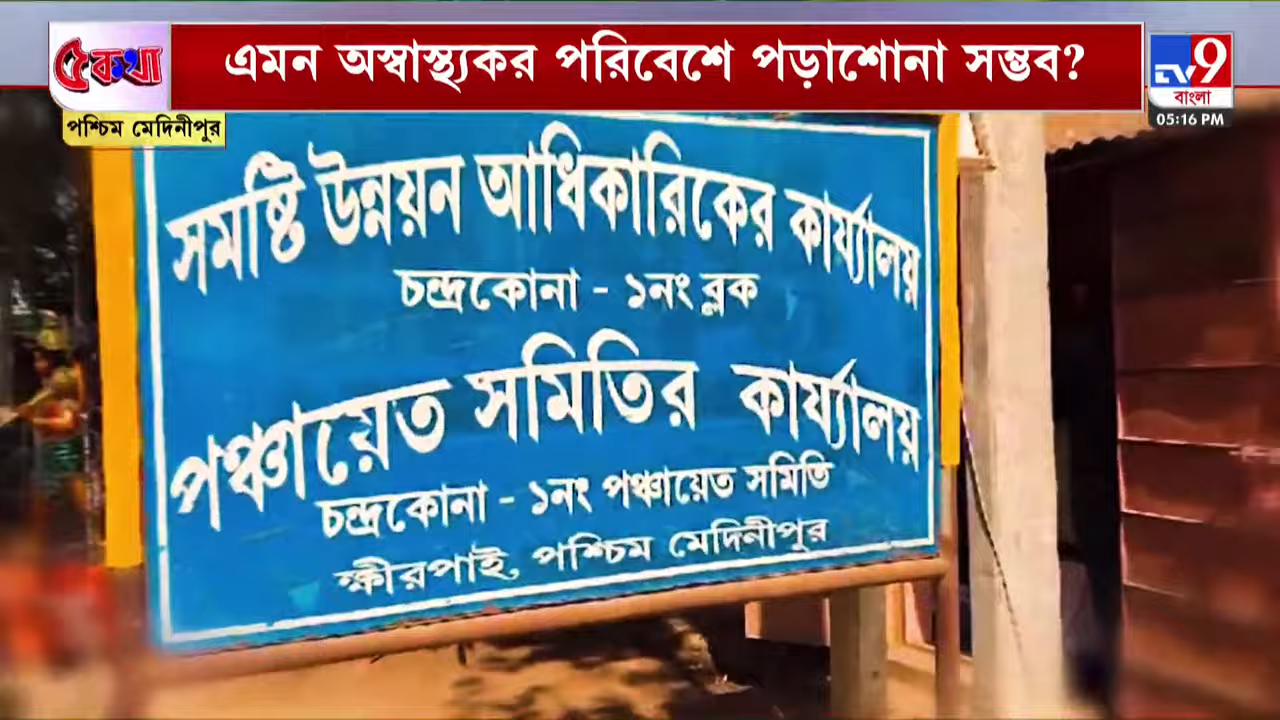 ৫কথা
এমন অস্বাস্থ্যকর পরিবেশে পড়াশোনা সম্ভব?
TV9
বাংলা
05:16 PM
পশ্চিম মেদিনীপুর
সমষ্টি উন্নয়ন আধিকারিকের কার্য্যালয়
চন্দ্রকোনা - ১নং ব্লক
পঞ্চায়েত সমিতির কার্য্যালয়
চন্দ্রকোনা - ১নং পঞ্চায়েত সমিতি
ক্ষীরপাই, পশ্চিম মেদিনীপুর